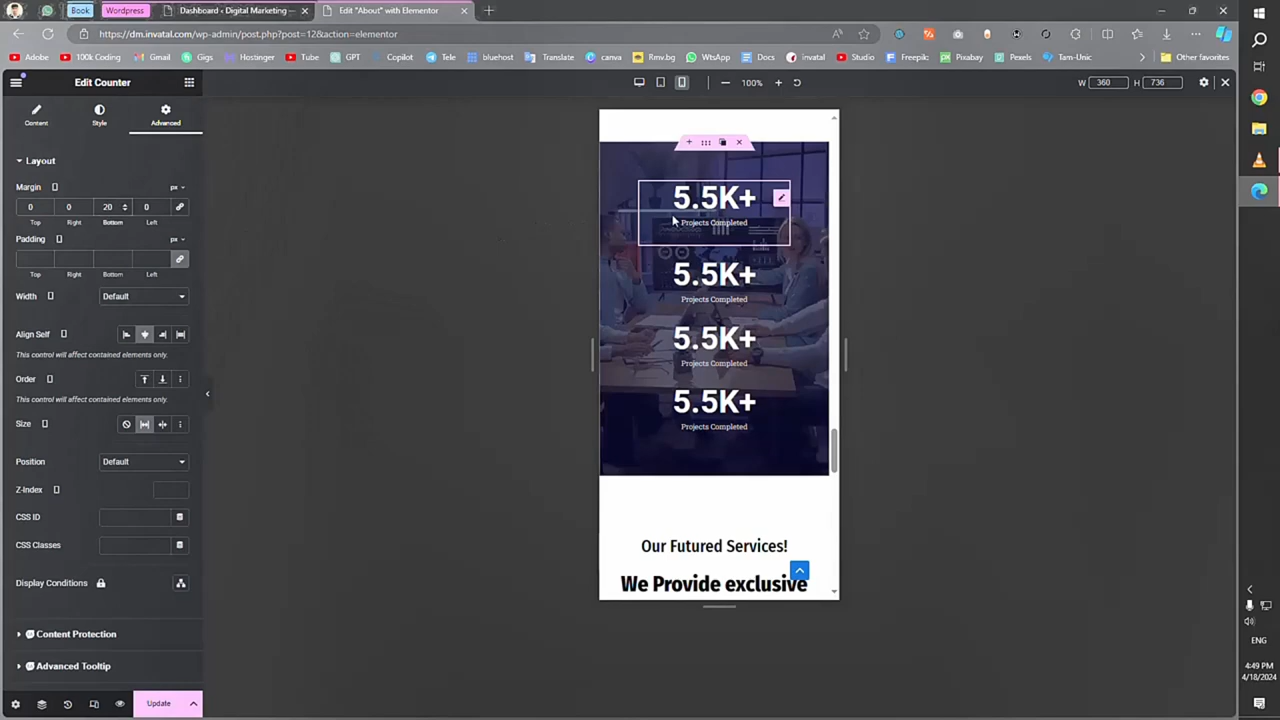 Book
Wordpress
Dashboard ‹ Digital Marketing —
Edit "About" with Elementor
https://dm.invatal.com/wp-admin/post.php?post=12&action=elementor
Adobe
100k Coding
Gmail
Gigs
Hostinger
Tube
GPT
Copilot
Tele
bluehost
Translate
canva
Rnw.bg
WtsApp
Docs
invatal
Studio
Freepik
Pixabay
Pexels
Tam-Unic
Other favorites
Edit Counter
100%
W 360 H 736
Content
Style
Advanced
Layout
Margin px
0 0 20 0
Top Right Bottom Left
Padding px
Top Right Bottom Left
Width Default
Align Self
This control will affect contained elements only.
Order
This control will affect contained elements only.
Size
Position Default
Z-Index
CSS ID
CSS Classes
Display Conditions
Content Protection
Advanced Tooltip
Update
5.5K+
Projects Completed
5.5K+
Projects Completed
5.5K+
Projects Completed
5.5K+
Projects Completed
Our Futured Services!
We Provide exclusive
ENG
4:49 PM
4/18/2024